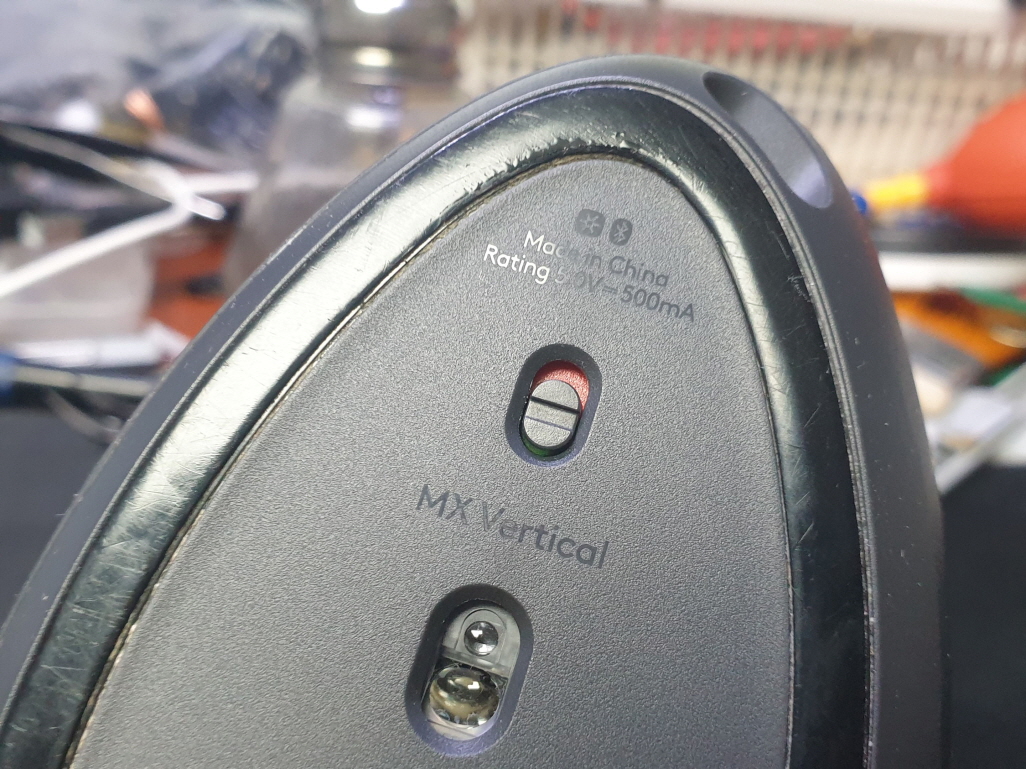 Made in China
Rating 5.0V⎓500mA
MX Vertical